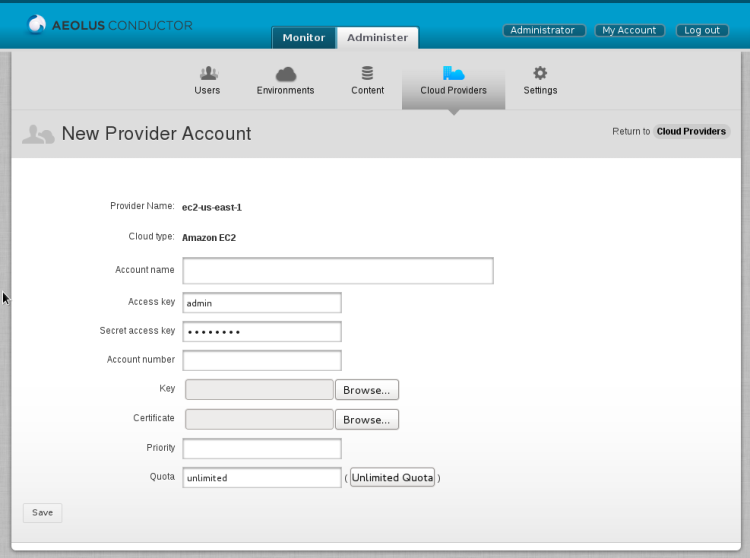 AEOLUS CONDUCTOR
Monitor
Administer
Administrator
My Account
Log out
Users
Environments
Content
Cloud Providers
Settings
New Provider Account
Return to Cloud Providers
Provider Name: ec2-us-east-1
Cloud type: Amazon EC2
Account name
Access key admin
Secret access key ••••••••
Account number
Key Browse...
Certificate Browse...
Priority
Quota unlimited ( Unlimited Quota )
Save